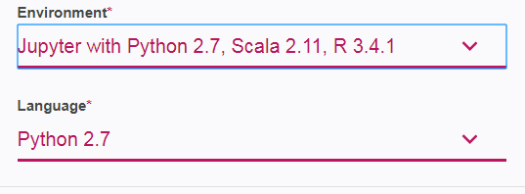 Environment*
Jupyter with Python 2.7, Scala 2.11, R 3.4.1
Language*
Python 2.7